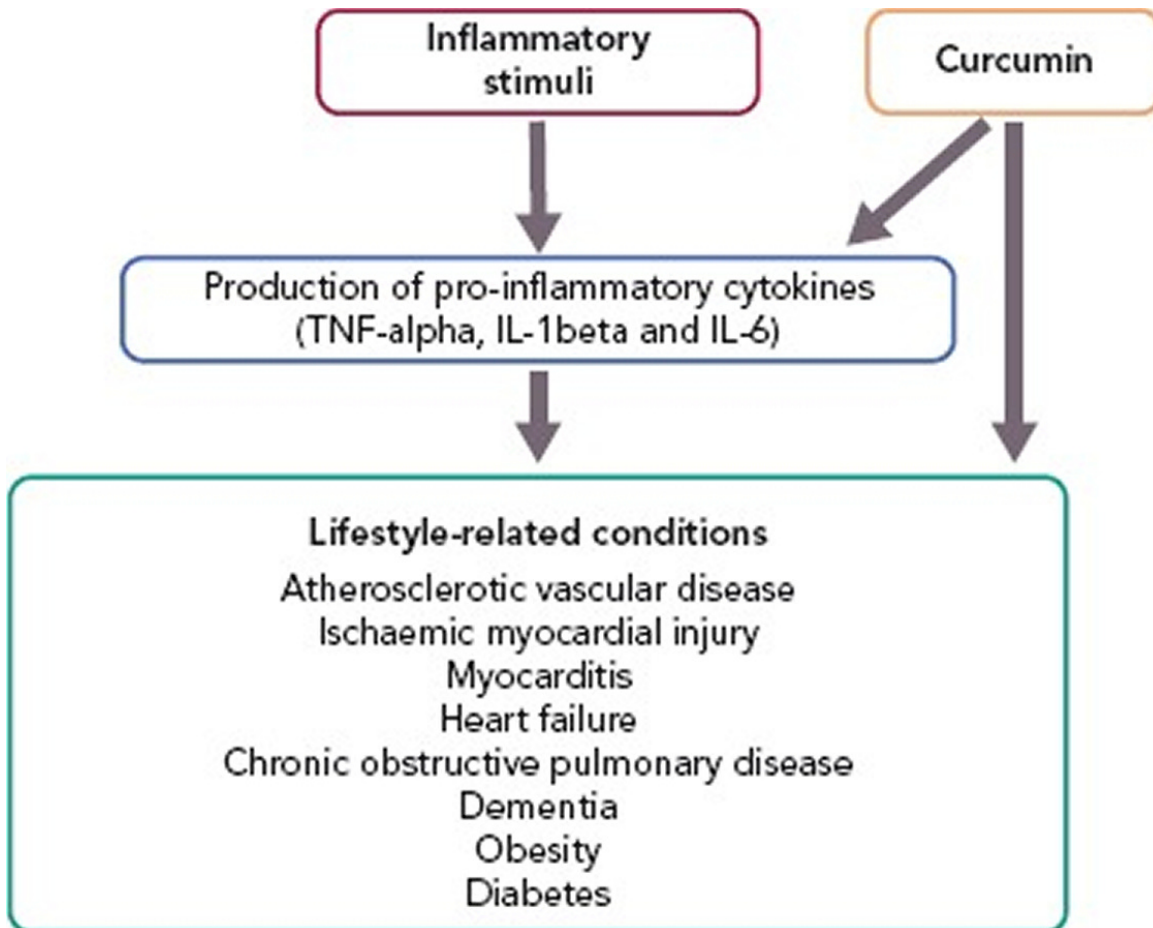 Inflammatory
stimuli
Curcumin
Production of pro-inflammatory cytokines
(TNF-alpha, IL-1beta and IL-6)
Lifestyle-related conditions
Atherosclerotic vascular disease
Ischaemic myocardial injury
Myocarditis
Heart failure
Chronic obstructive pulmonary disease
Dementia
Obesity
Diabetes